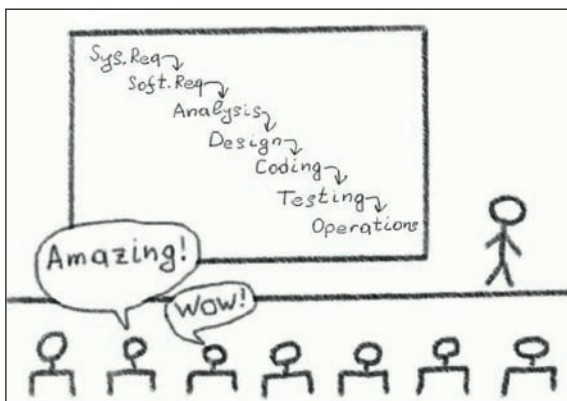 Sys.Req
Soft.Req
Analysis
Design
Coding
Testing
Operations
Amazing!
WOW!